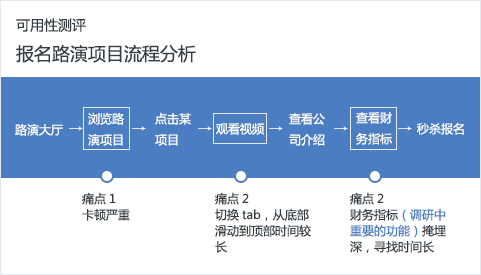 可用性测评
报名路演项目流程分析
路演大厅
浏览路
演项目
点击某
项目
观看视频
查看公
司介绍
查看财
务指标
秒杀报名
痛点 1
卡顿严重
痛点 2
切换 tab，从底部
滑动到顶部时间较
长
痛点 2
财务指标（调研中
重要的功能）掩埋
深，寻找时间长